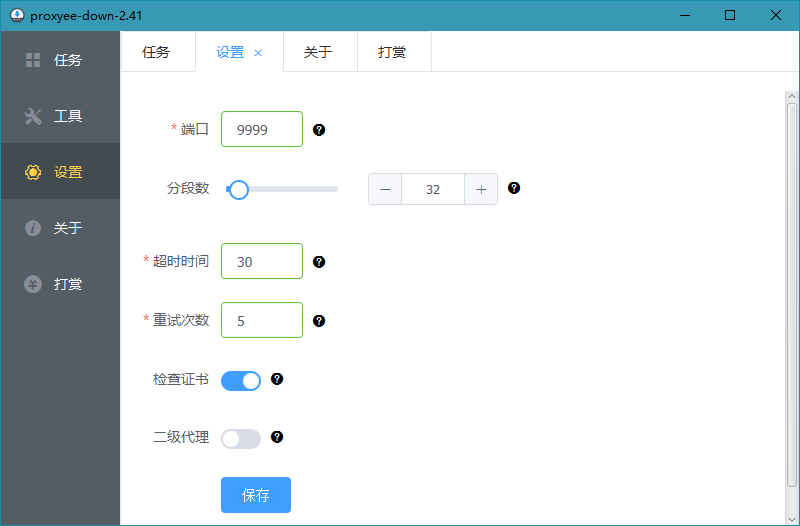 proxyee-down-2.41
任务
工具
设置
关于
打赏
任务 设置 × 关于 打赏
* 端口 9999 ?
分段数 − 32 + ?
* 超时时间 30 ?
* 重试次数 5 ?
检查证书 ?
二级代理 ?
保存